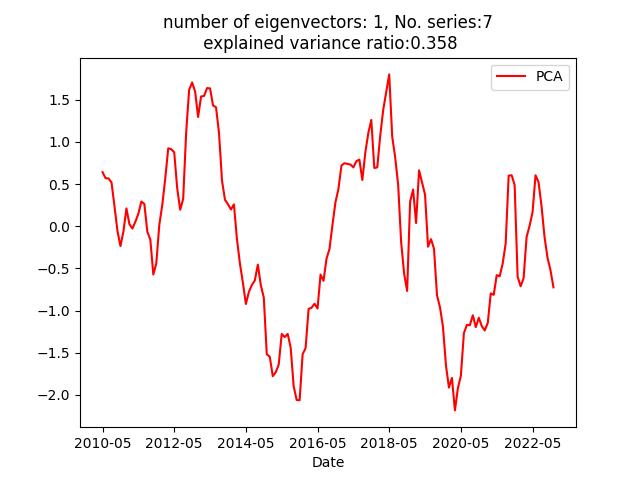 number of eigenvectors: 1, No. series:7
explained variance ratio:0.358
PCA
1.5
1.0
0.5
0.0
−0.5
−1.0
−1.5
−2.0
2010-05 2012-05 2014-05 2016-05 2018-05 2020-05 2022-05
Date